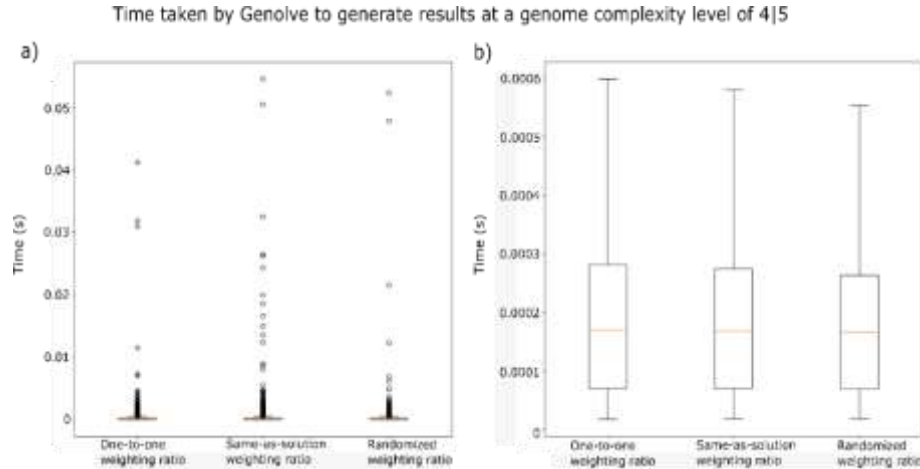 Time taken by Genolve to generate results at a genome complexity level of 4|5
a)
0.05
0.04
0.03
0.02
0.01
0
Time (s)
One-to-one
weighting ratio
Same-as-solution
weighting ratio
Randomized
weighting ratio
b)
0.0006
0.0005
0.0004
0.0003
0.0002
0.0001
0
Time (s)
One-to-one
weighting ratio
Same-as-solution
weighting ratio
Randomized
weighting ratio